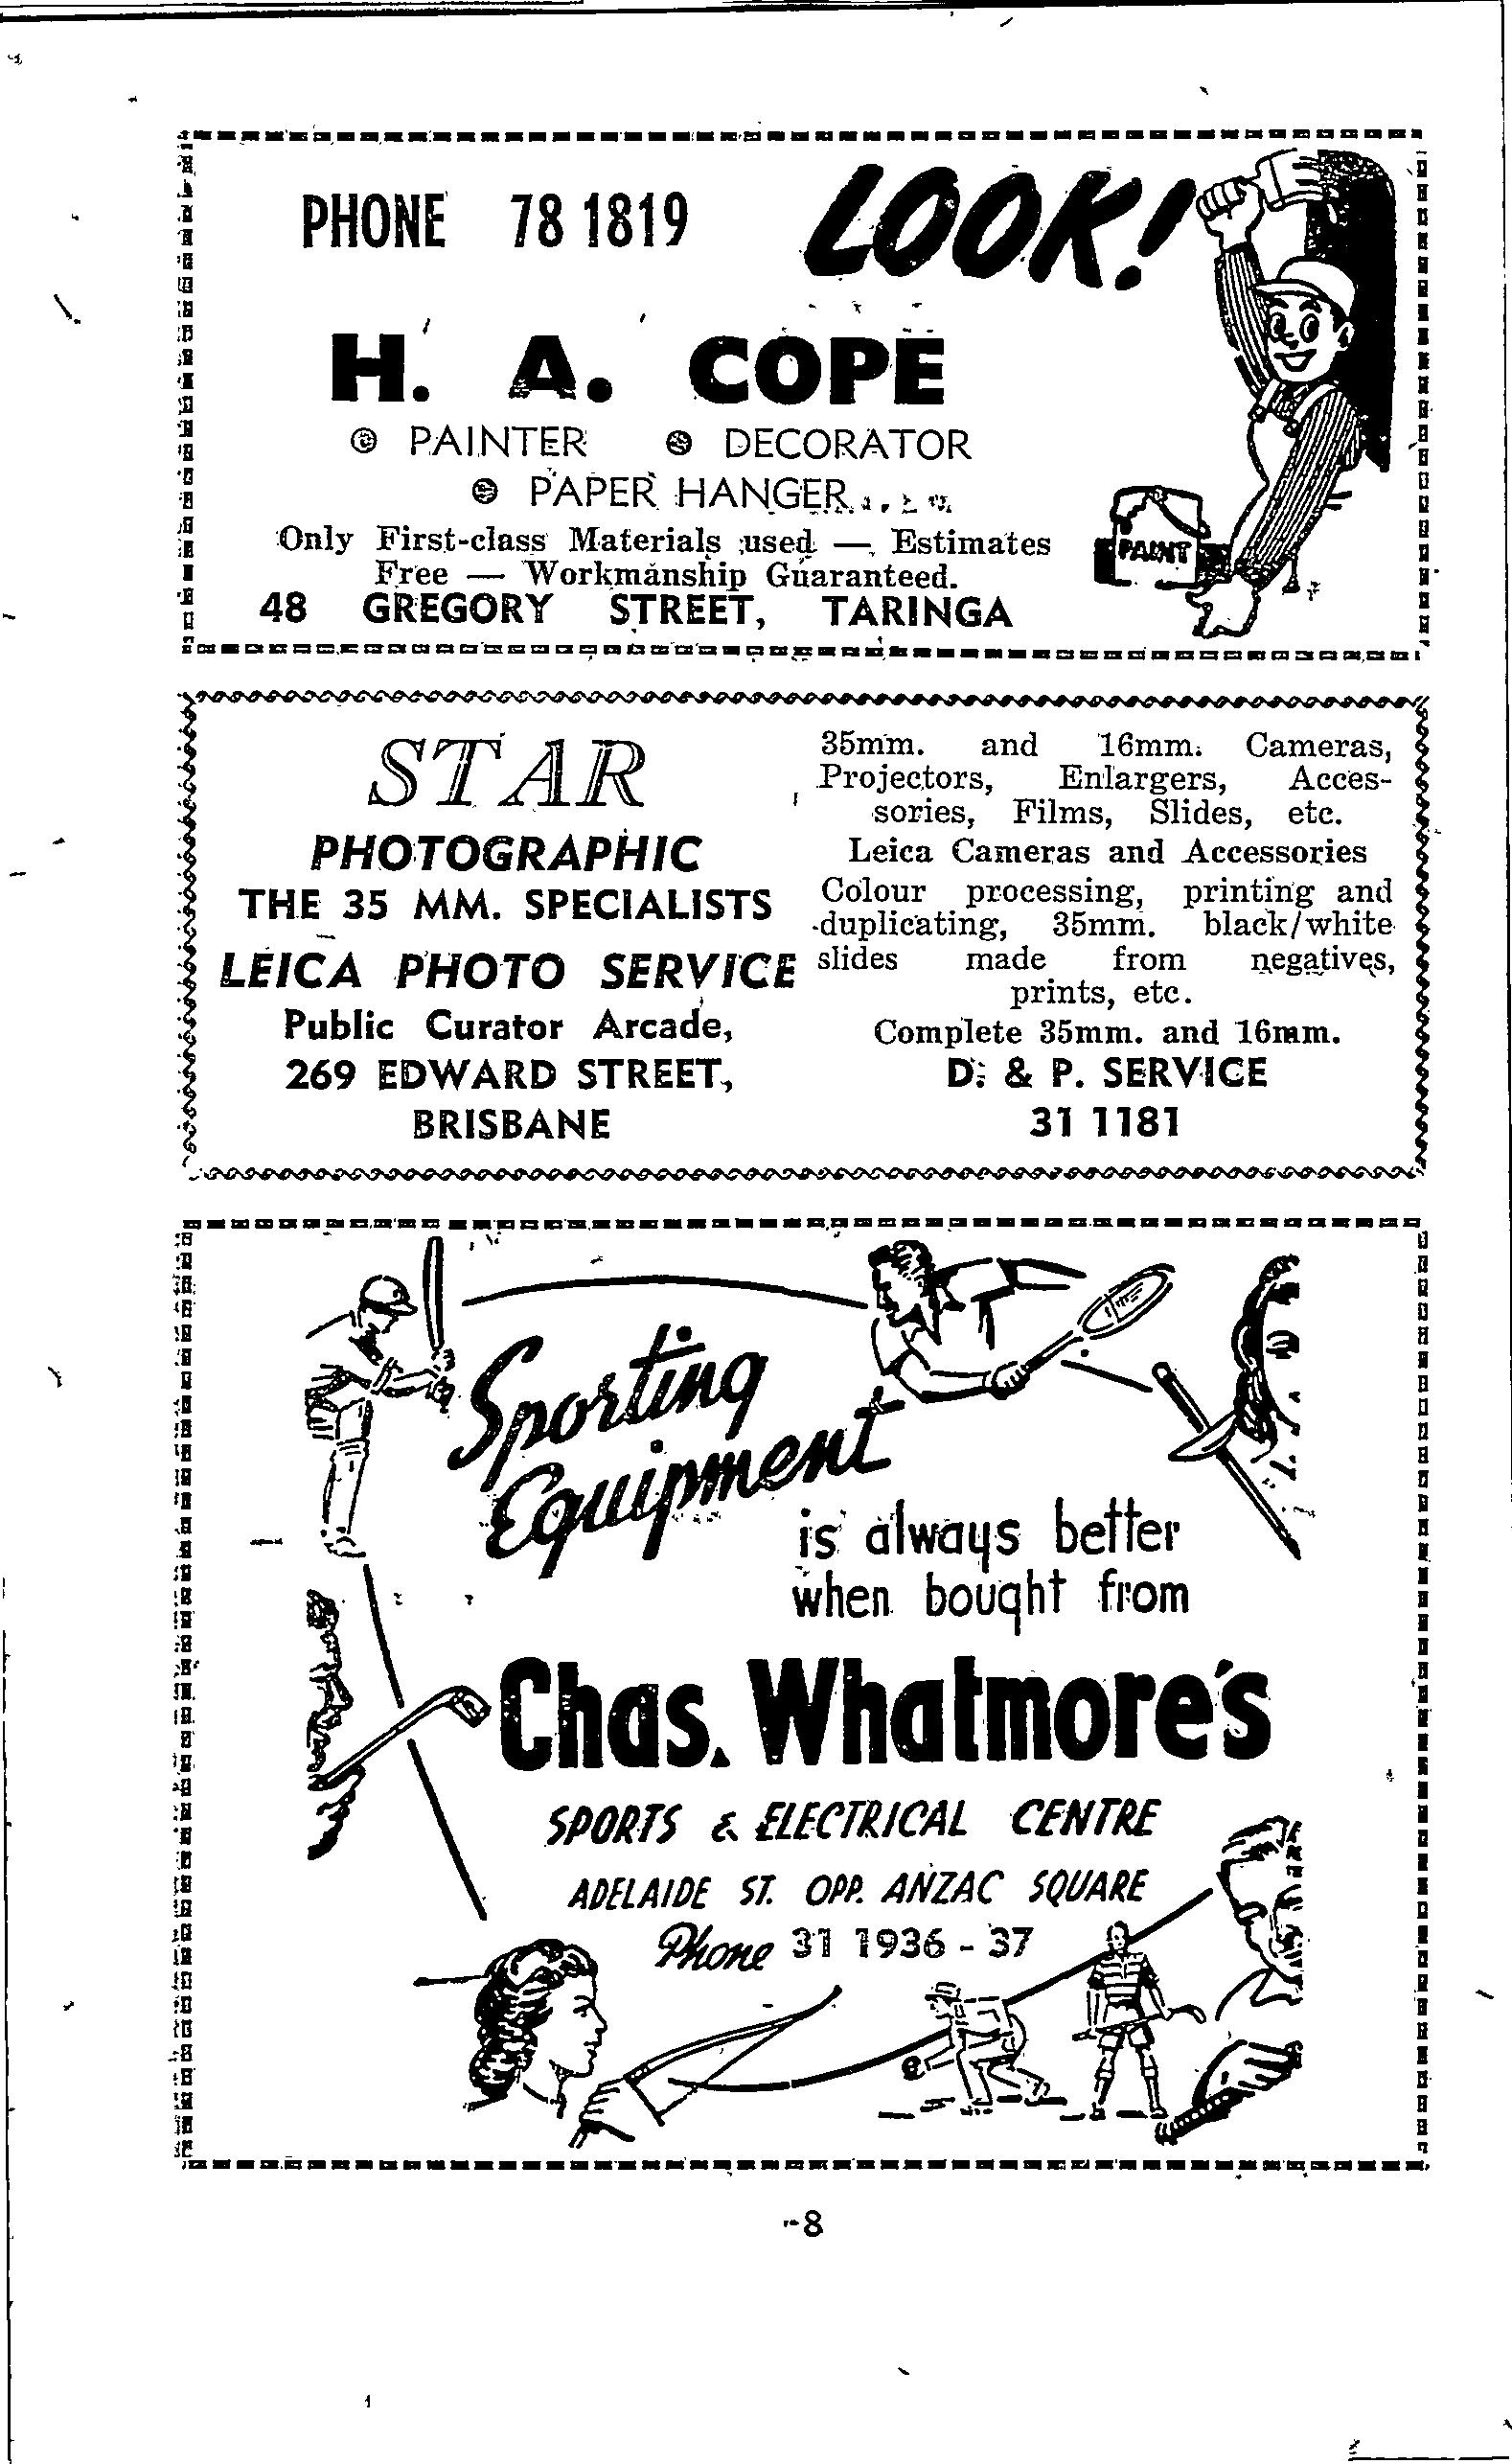 PHONE 78 1819
LOOK!
H. A. COPE
PAINTER DECORATOR
PAPER HANGER
Only First-class Materials used — Estimates
Free — Workmanship Guaranteed.
48 GREGORY STREET, TARINGA
PAINT
STAR
PHOTOGRAPHIC
THE 35 MM. SPECIALISTS
LEICA PHOTO SERVICE
Public Curator Arcade,
269 EDWARD STREET,
BRISBANE
35mm. and 16mm. Cameras,
Projectors, Enlargers, Acces-
sories, Films, Slides, etc.
Leica Cameras and Accessories
Colour processing, printing and
duplicating, 35mm. black/white
slides made from negatives,
prints, etc.
Complete 35mm. and 16mm.
D. & P. SERVICE
31 1181
Sporting
Equipment
is always better
when bought from
Chas. Whatmore's
SPORTS & ELECTRICAL CENTRE
ADELAIDE ST. OPP. ANZAC SQUARE
Phone 31 1936 - 37
8